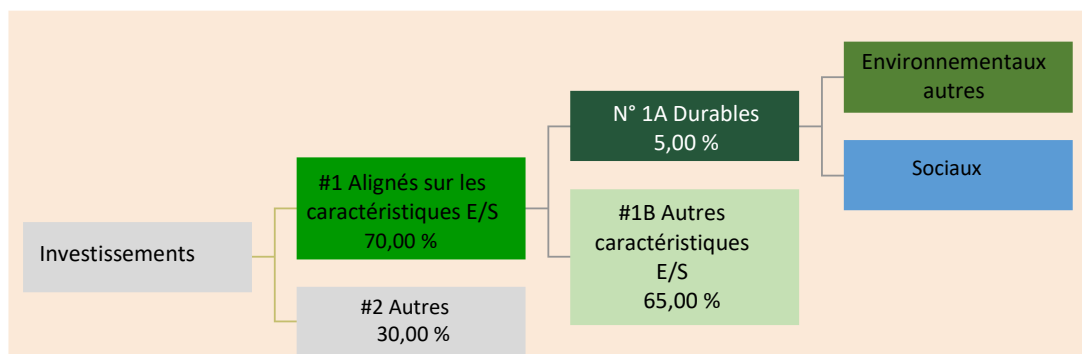 Investissements
#1 Alignés sur les
caractéristiques E/S
70,00 %
#2 Autres
30,00 %
N° 1A Durables
5,00 %
#1B Autres
caractéristiques
E/S
65,00 %
Environnementaux
autres
Sociaux